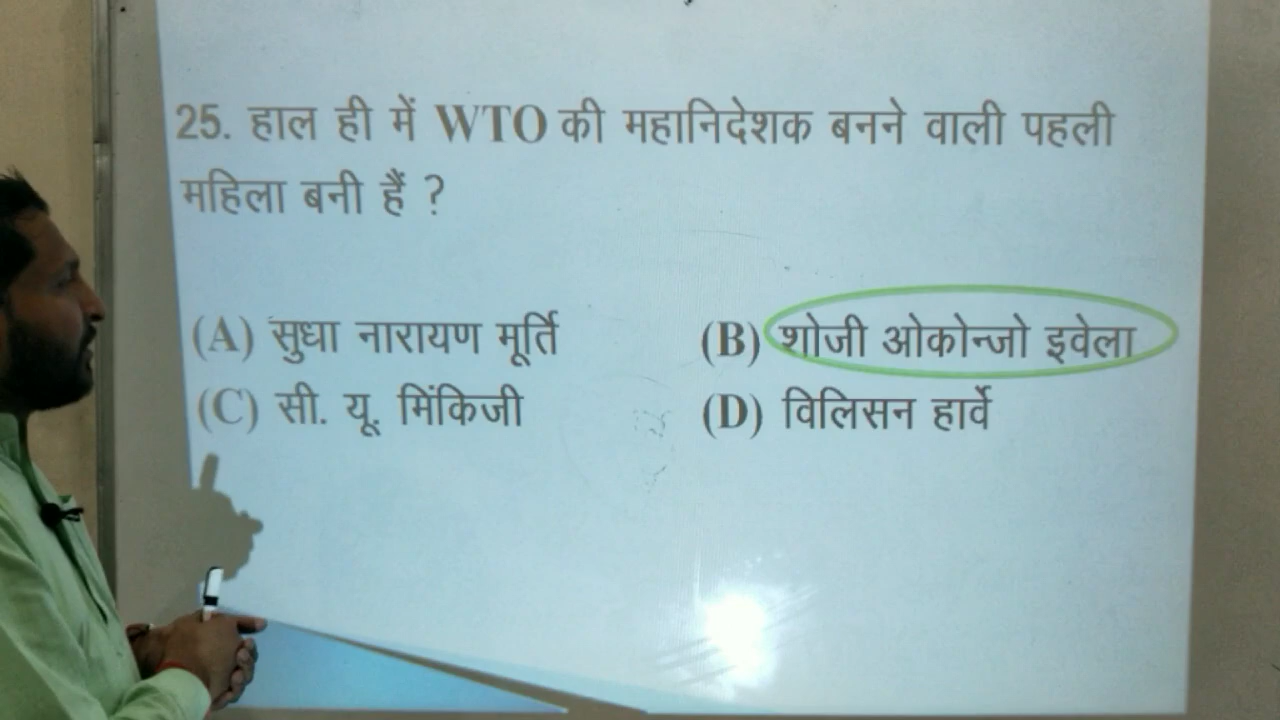 25. हाल ही में WTO की महानिदेशक बनने वाली पहली
महिला बनी हैं ?
(A) सुधा नारायण मूर्ति (B) शोजी ओकोन्जो इवेला
(C) सी. यू. मिंकिजी (D) विलिसन हार्वे